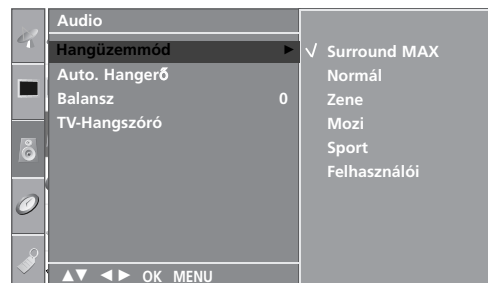 Audio
Hangüzemmód ►
Auto. Hangerő
Balansz 0
TV-Hangszóró
√ Surround MAX
Normál
Zene
Mozi
Sport
Felhasználói
▲▼ ◄► OK MENU